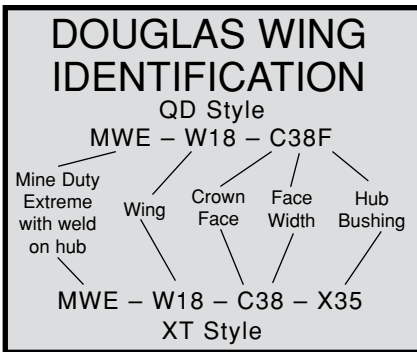 DOUGLAS WING
IDENTIFICATION
QD Style
MWE – W18 – C38F
Mine Duty
Extreme
with weld
on hub
Wing
Crown
Face
Face
Width
Hub
Bushing
MWE – W18 – C38 – X35
XT Style